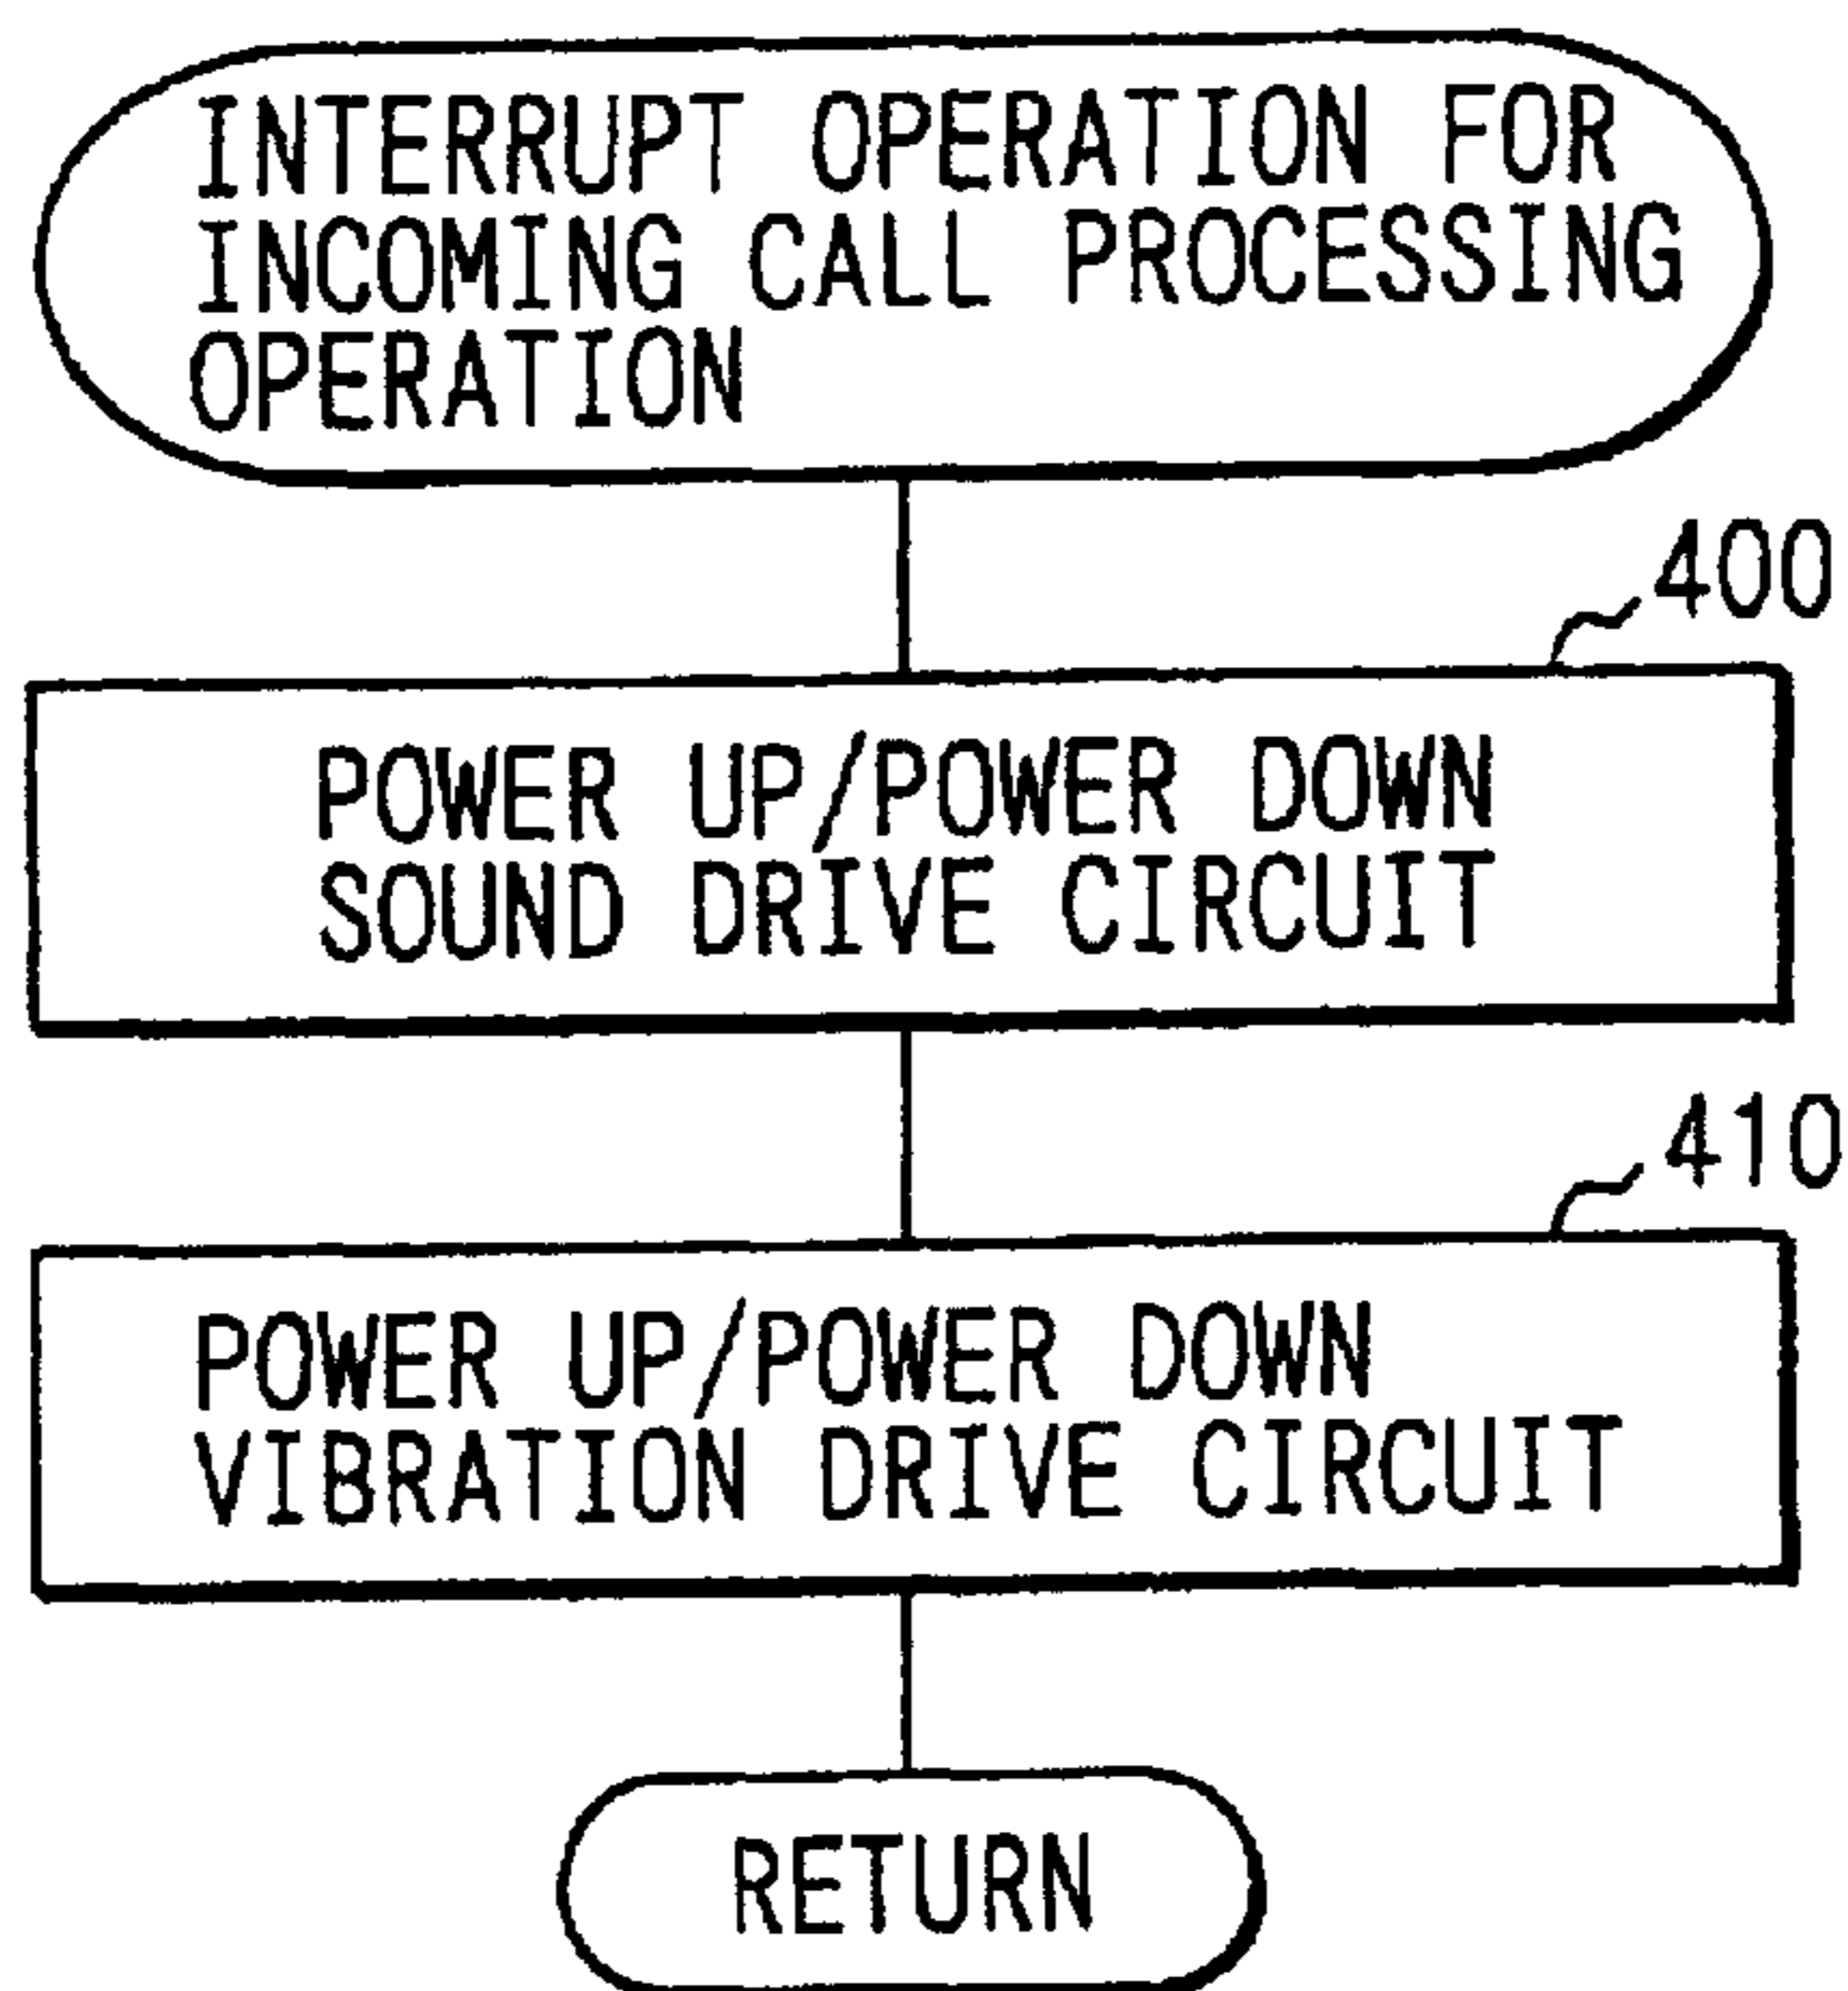 INTERRUPT OPERATION FOR
INCOMING CALL PROCESSING
OPERATION
400
POWER UP/POWER DOWN
SOUND DRIVE CIRCUIT
410
POWER UP/POWER DOWN
VIBRATION DRIVE CIRCUIT
RETURN